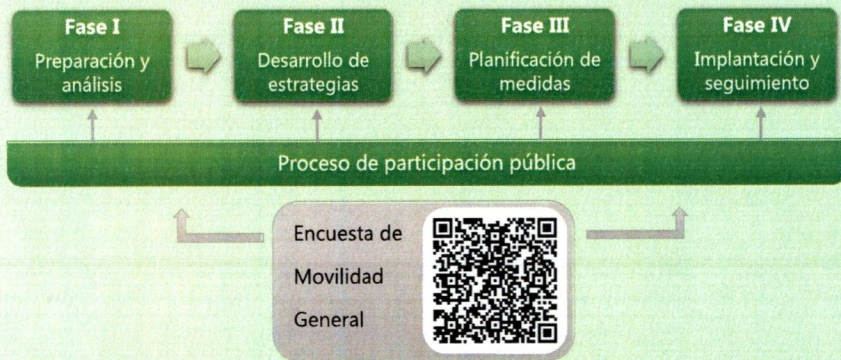 Fase I
Preparación y
análisis
Fase II
Desarrollo de
estrategias
Fase III
Planificación de
medidas
Fase IV
Implantación y
seguimiento
Proceso de participación pública
Encuesta de
Movilidad
General